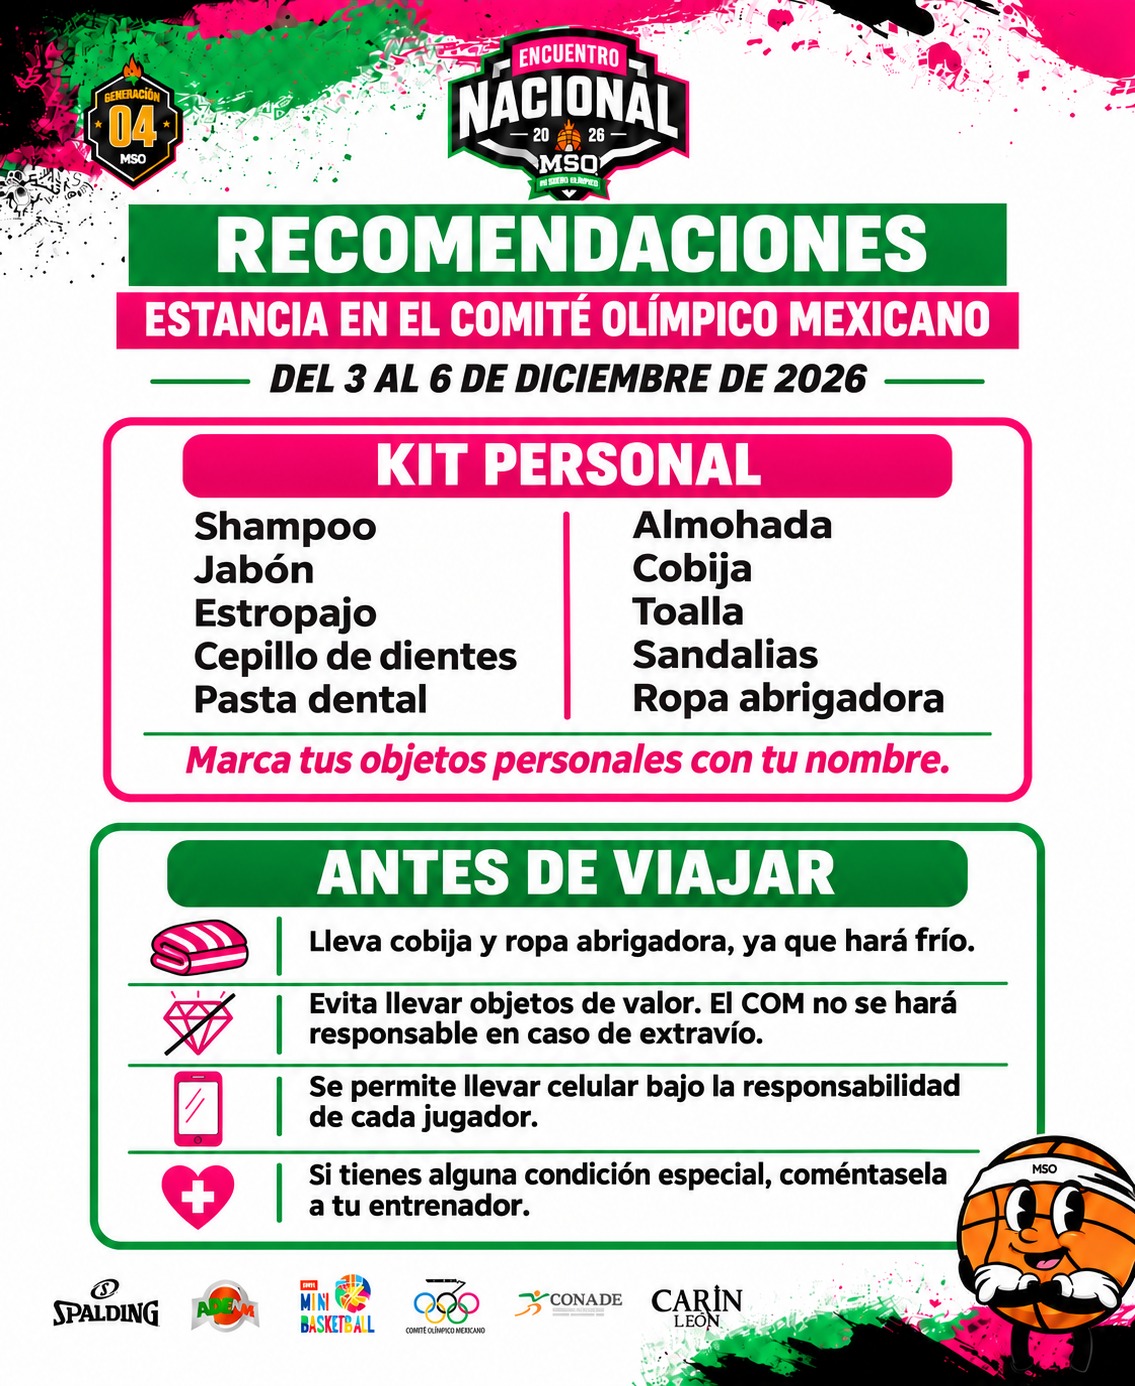 GENERACIÓN
04
MSO
ENCUENTRO
NACIONAL
20 26
MSO
MI SUEÑO OLÍMPICO
RECOMENDACIONES
ESTANCIA EN EL COMITÉ OLÍMPICO MEXICANO
DEL 3 AL 6 DE DICIEMBRE DE 2026
KIT PERSONAL
Shampoo
Jabón
Estropajo
Cepillo de dientes
Pasta dental
Almohada
Cobija
Toalla
Sandalias
Ropa abrigadora
Marca tus objetos personales con tu nombre.
ANTES DE VIAJAR
Lleva cobija y ropa abrigadora, ya que hará frío.
Evita llevar objetos de valor. El COM no se hará
responsable en caso de extravío.
Se permite llevar celular bajo la responsabilidad
de cada jugador.
Si tienes alguna condición especial, coméntasela
a tu entrenador.
MSO
SPALDING
MINI
BASKETBALL
COMITÉ OLÍMPICO MEXICANO
CONADE
CARÍN
LEÓN